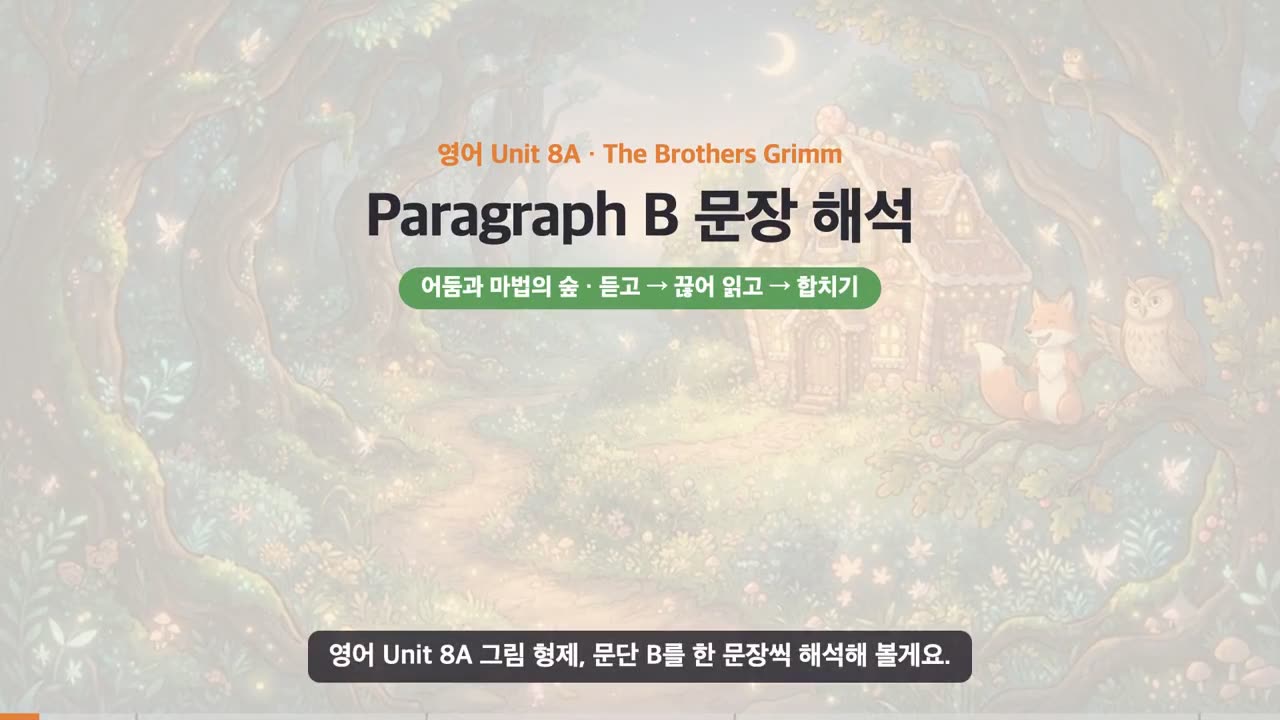 영어 Unit 8A · The Brothers Grimm
Paragraph B 문장 해석
어둠과 마법의 숲 · 듣고 → 끊어 읽고 → 합치기
영어 Unit 8A 그림 형제, 문단 B를 한 문장씩 해석해 볼게요.